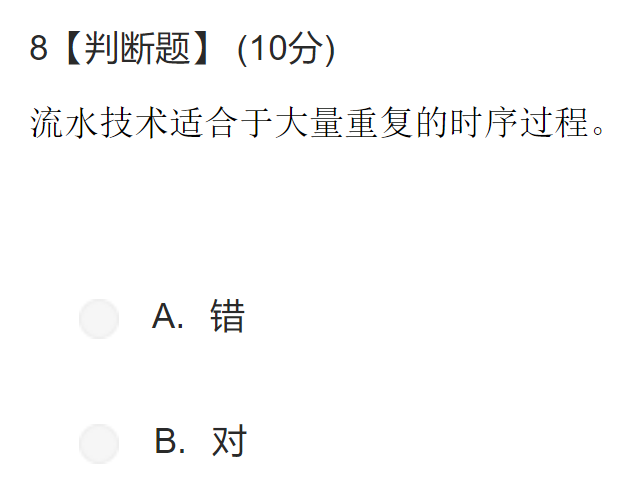 8【判断题】 (10分)
流水技术适合于大量重复的时序过程。
A. 错
B. 对